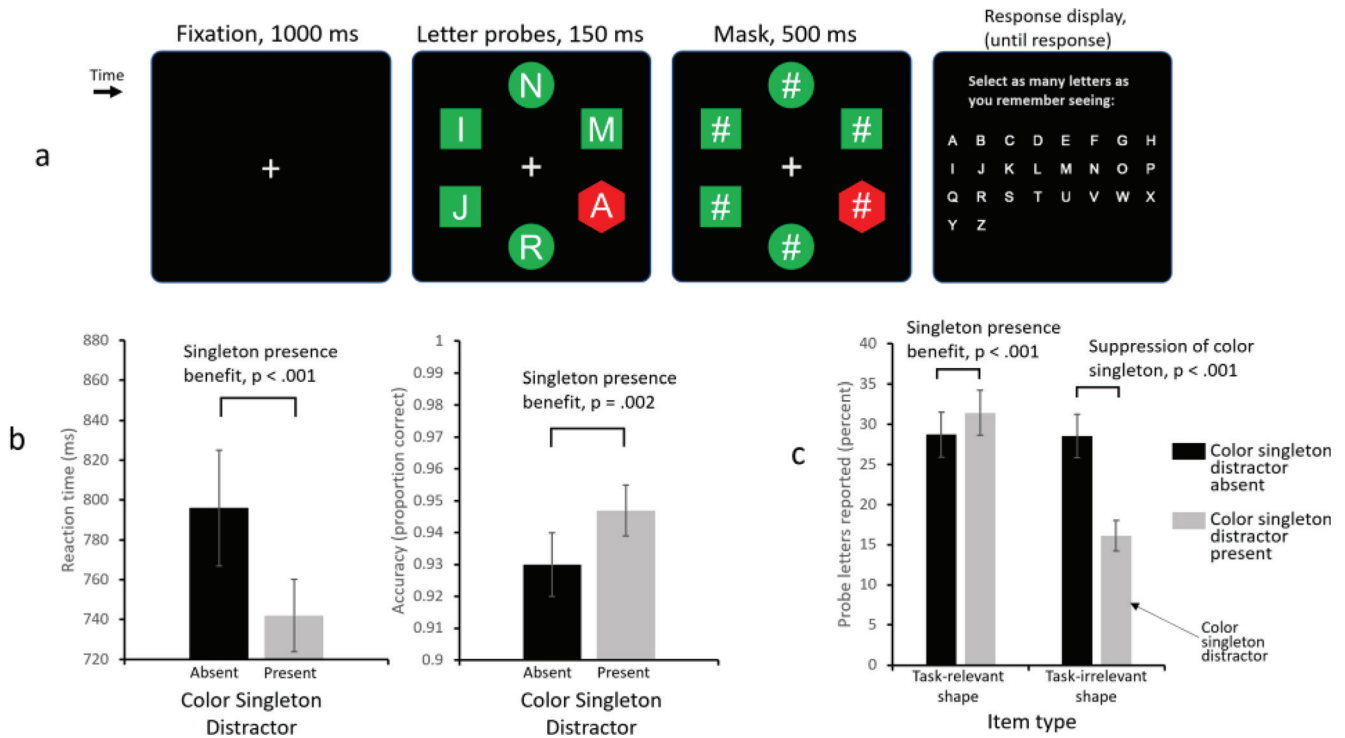 a
Time
Fixation, 1000 ms
+
Letter probes, 150 ms
N
I
M
+
J
A
R
Mask, 500 ms
#
# #
+
# #
#
Response display,
(until response)
Select as many letters as
you remember seeing:
A B C D E F G H
I J K L M N O P
Q R S T U V W X
Y Z
b
Reaction time (ms)
880
860
840
820
800
780
760
740
720
Singleton presence
benefit, p < .001
Absent Present
Color Singleton
Distractor
Accuracy (proportion correct)
1
0.99
0.98
0.97
0.96
0.95
0.94
0.93
0.92
0.91
0.9
Singleton presence
benefit, p = .002
Absent Present
Color Singleton
Distractor
c
Probe letters reported (percent)
40
35
30
25
20
15
10
5
0
Singleton presence
benefit, p < .001
Suppression of color
singleton, p < .001
Task-relevant
shape
Task-irrelevant
shape
Item type
Color singleton
distractor
absent
Color singleton
distractor
present
Color
singleton
distractor